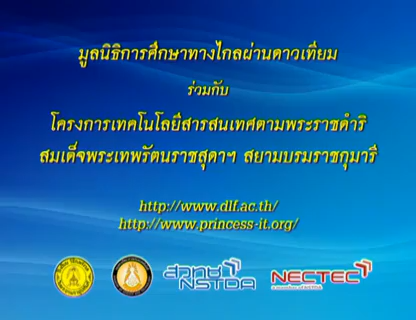 มูลนิธิการศึกษาทางไกลผ่านดาวเทียม
ร่วมกับ
โครงการเทคโนโลยีสารสนเทศตามพระราชดำริ
สมเด็จพระเทพรัตนราชสุดาฯ สยามบรมราชกุมารี
http://www.dlf.ac.th/
http://www.princess-it.org/
สวทช
NSTDA
NECTEC